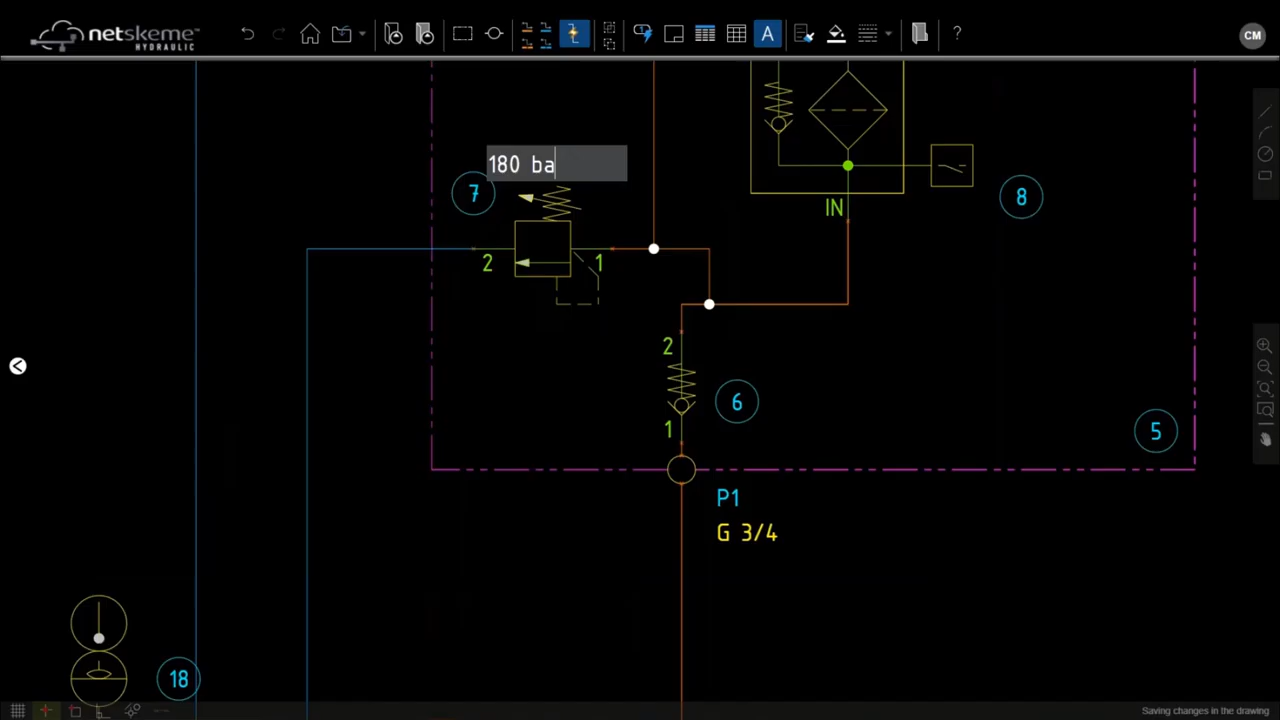 netskeme™
HYDRAULIC
A
?
CM
180 ba
7
8
IN
2
1
2
6
1
5
P1
G 3/4
18
Saving changes in the drawing